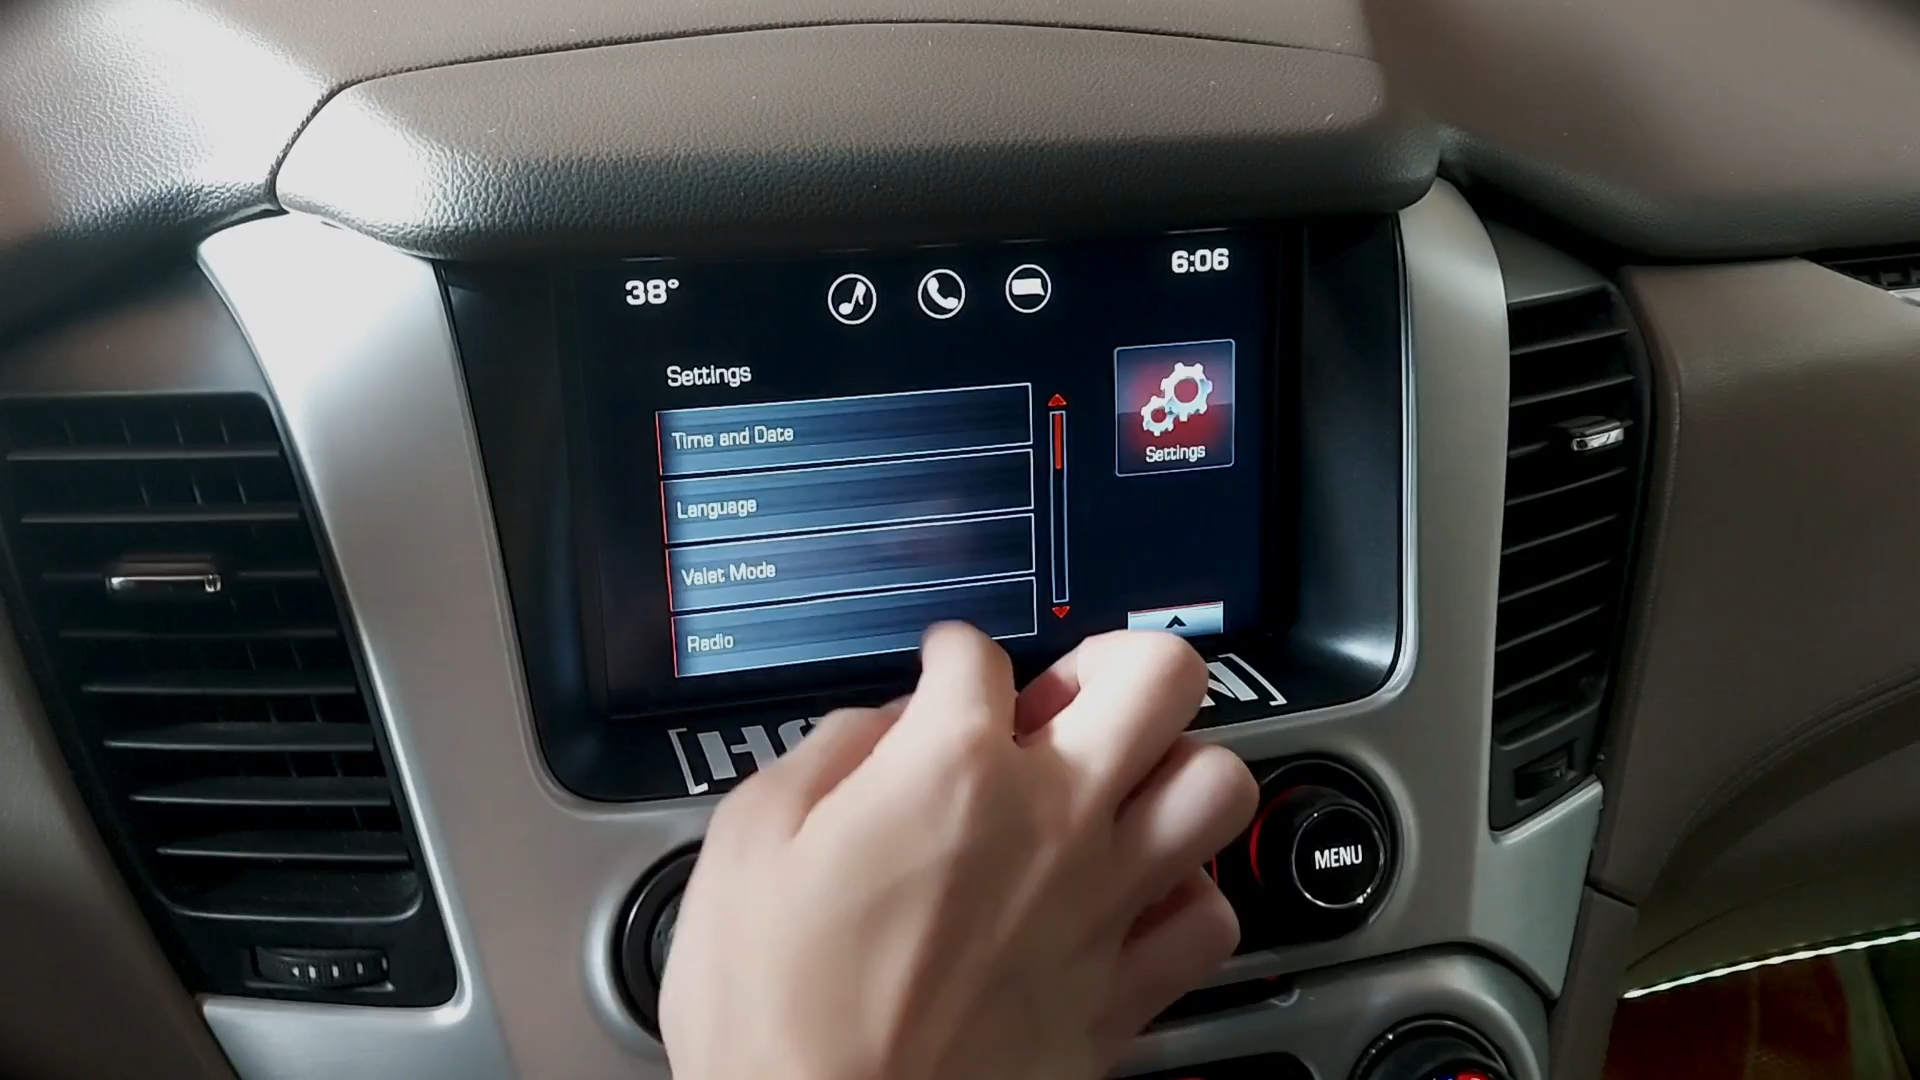 38°
6:06
Settings
Time and Date
Language
Valet Mode
Radio
Settings
MENU